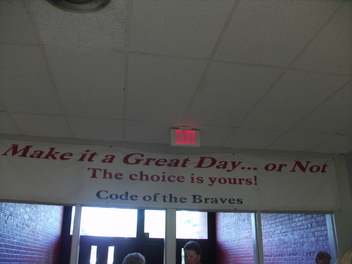 EXIT
Make it a Great Day... or Not
The choice is yours!
Code of the Braves